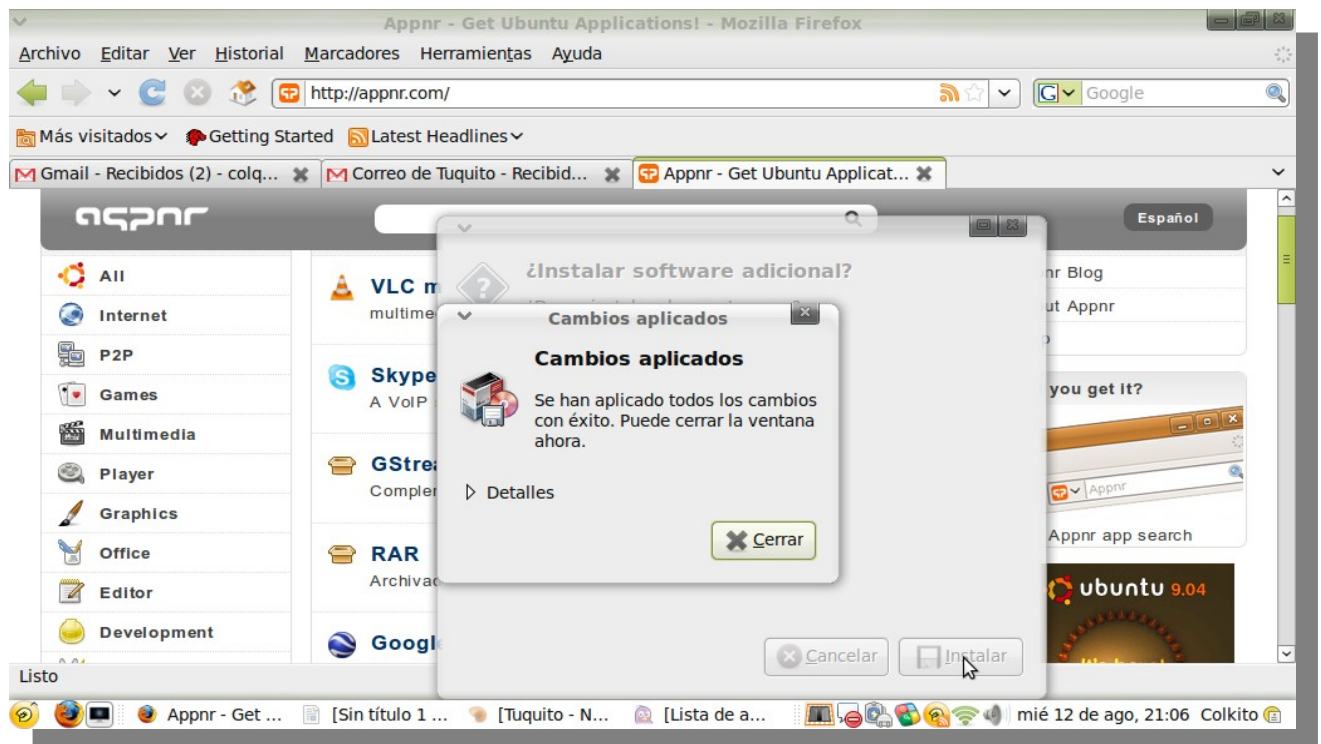 Appnr - Get Ubuntu Applications! - Mozilla Firefox
Archivo Editar Ver Historial Marcadores Herramientas Ayuda
http://appnr.com/
Google
Más visitados Getting Started Latest Headlines
Gmail - Recibidos (2) - colq... Correo de Tuquito - Recibid... Appnr - Get Ubuntu Applicat...
appnr
Español
All
Internet
P2P
Games
Multimedia
Player
Graphics
Office
Editor
Development
VLC m
multime
Skype
A VoIP
GStrea
Complem
RAR
Archivad
Google
¿Instalar software adicional?
Cambios aplicados
Cambios aplicados
Se han aplicado todos los cambios
con éxito. Puede cerrar la ventana
ahora.
Detalles
Cerrar
Cancelar Instalar
nr Blog
ut Appnr
you get it?
Appnr
Appnr app search
ubuntu 9.04
Listo
Appnr - Get ... [Sin título 1 ... [Tuquito - N... [Lista de a... mié 12 de ago, 21:06 Colkito